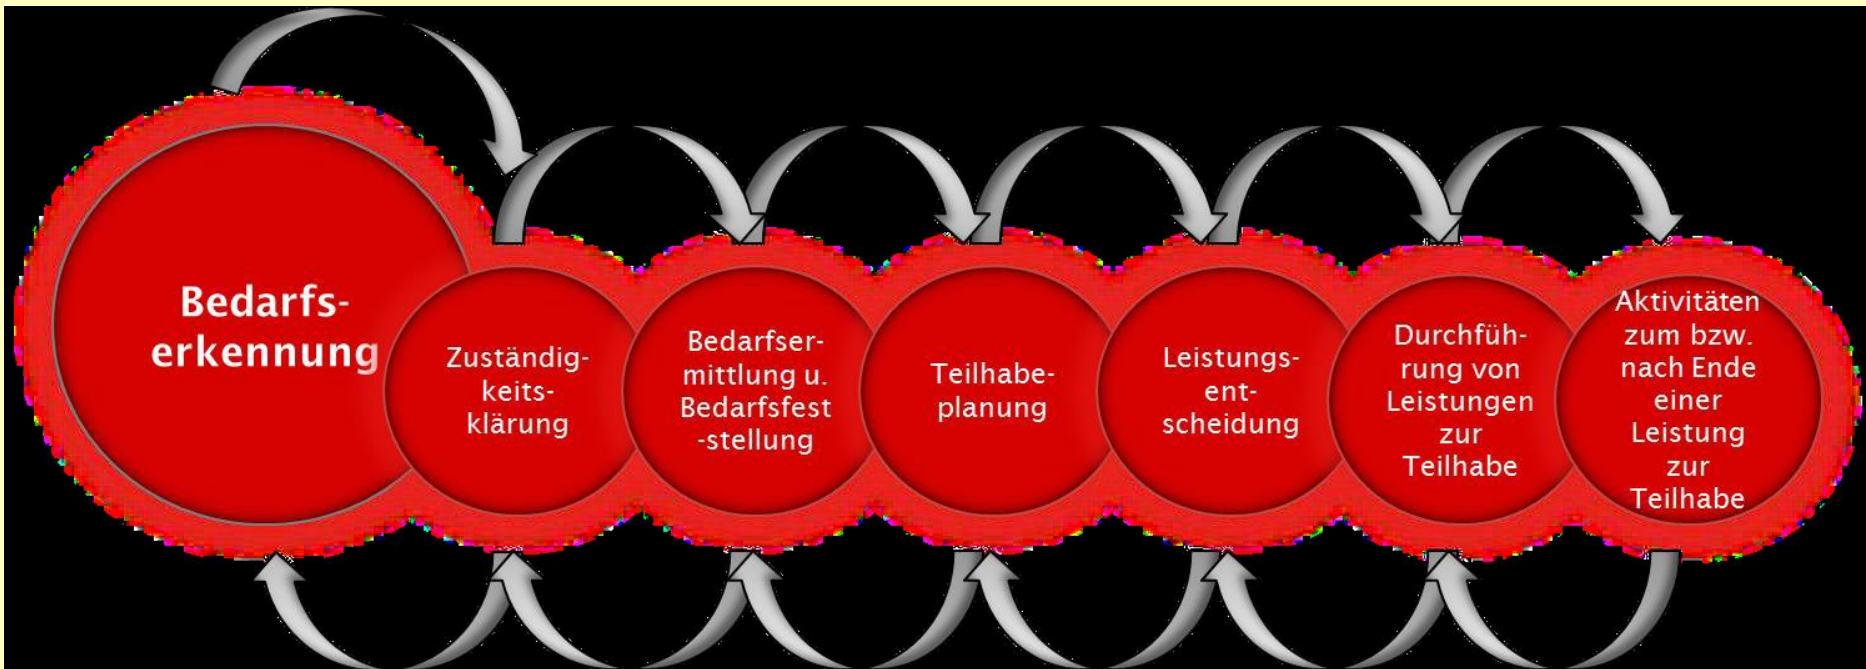 Bedarfs-
erkennung
Zuständig-
keits-
klärung
Bedarfser-
mittlung u.
Bedarfsfest
-stellung
Teilhabe-
planung
Leistungs-
ent-
scheidung
Durchfüh-
rung von
Leistungen
zur
Teilhabe
Aktivitäten
zum bzw.
nach Ende
einer
Leistung
zur
Teilhabe